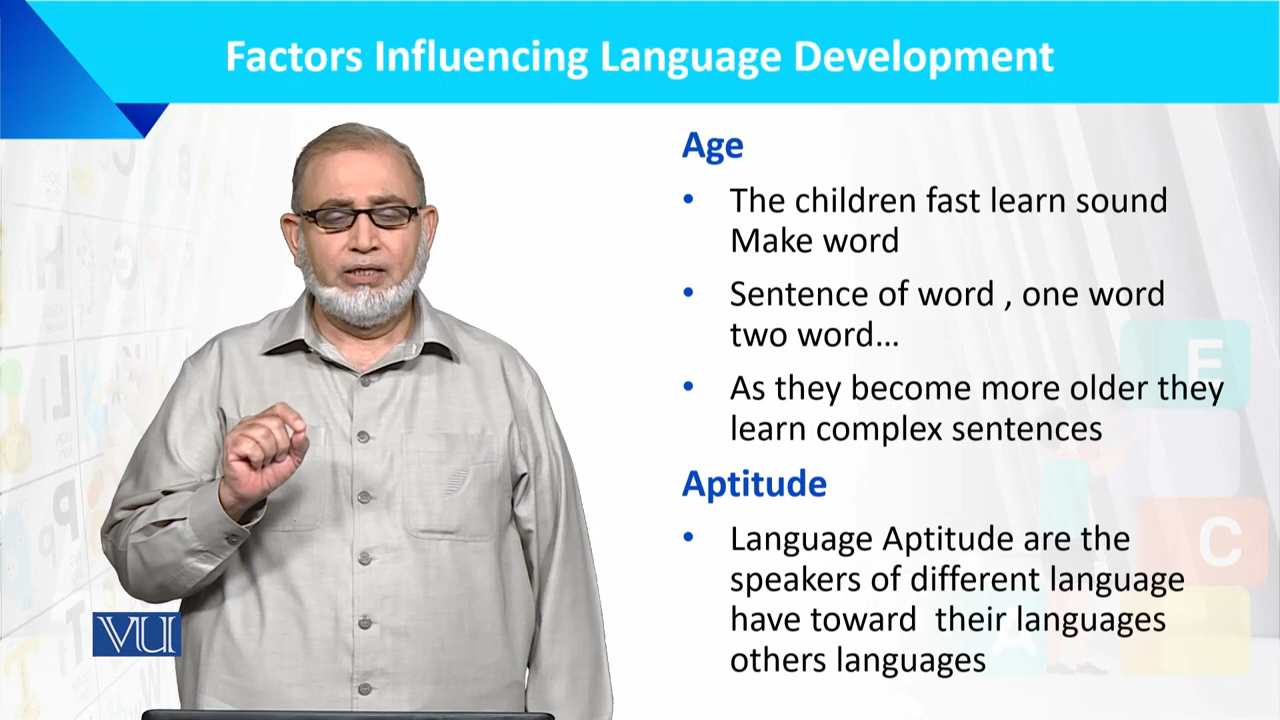 Factors Influencing Language Development
Age
• The children fast learn sound
Make word
• Sentence of word , one word
two word...
• As they become more older they
learn complex sentences
Aptitude
• Language Aptitude are the
speakers of different language
have toward their languages
others languages
VU
E
C
A